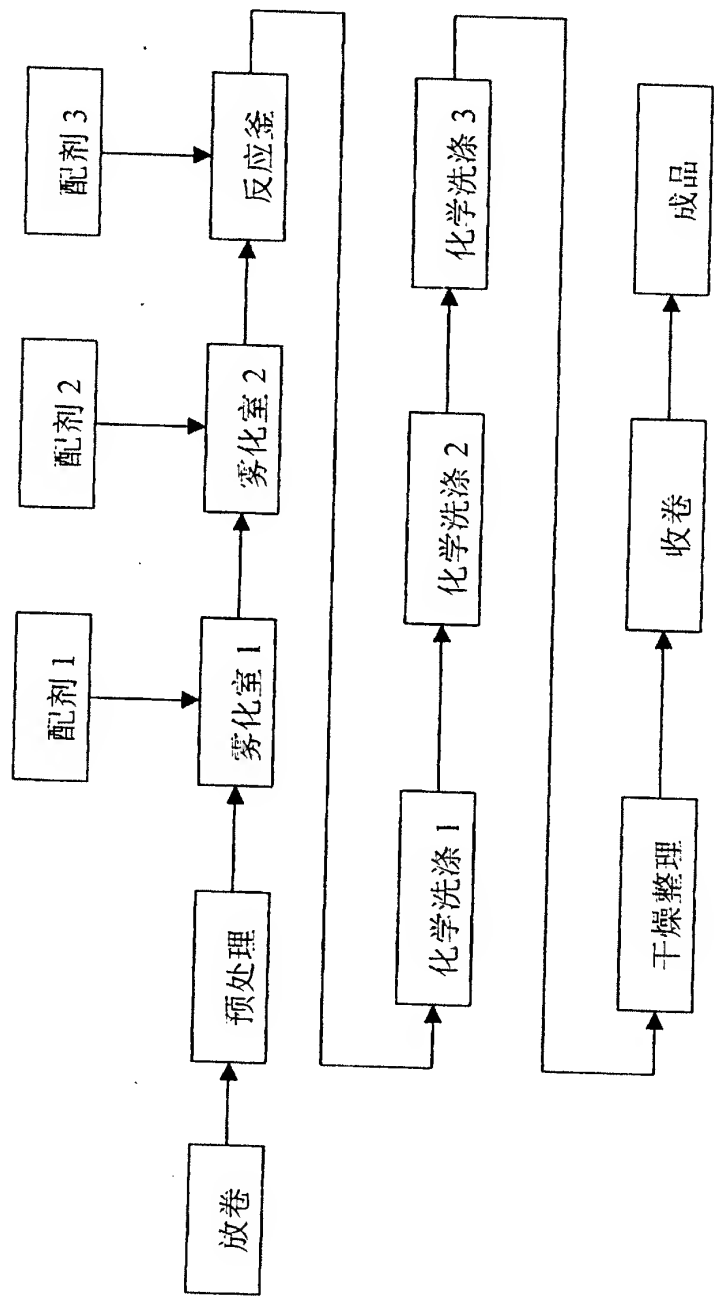 配剂 1
配剂 2
配剂 3
放卷
预处理
雾化室 1
雾化室 2
反应釜
化学洗涤 1
化学洗涤 2
化学洗涤 3
干燥整理
收卷
成品